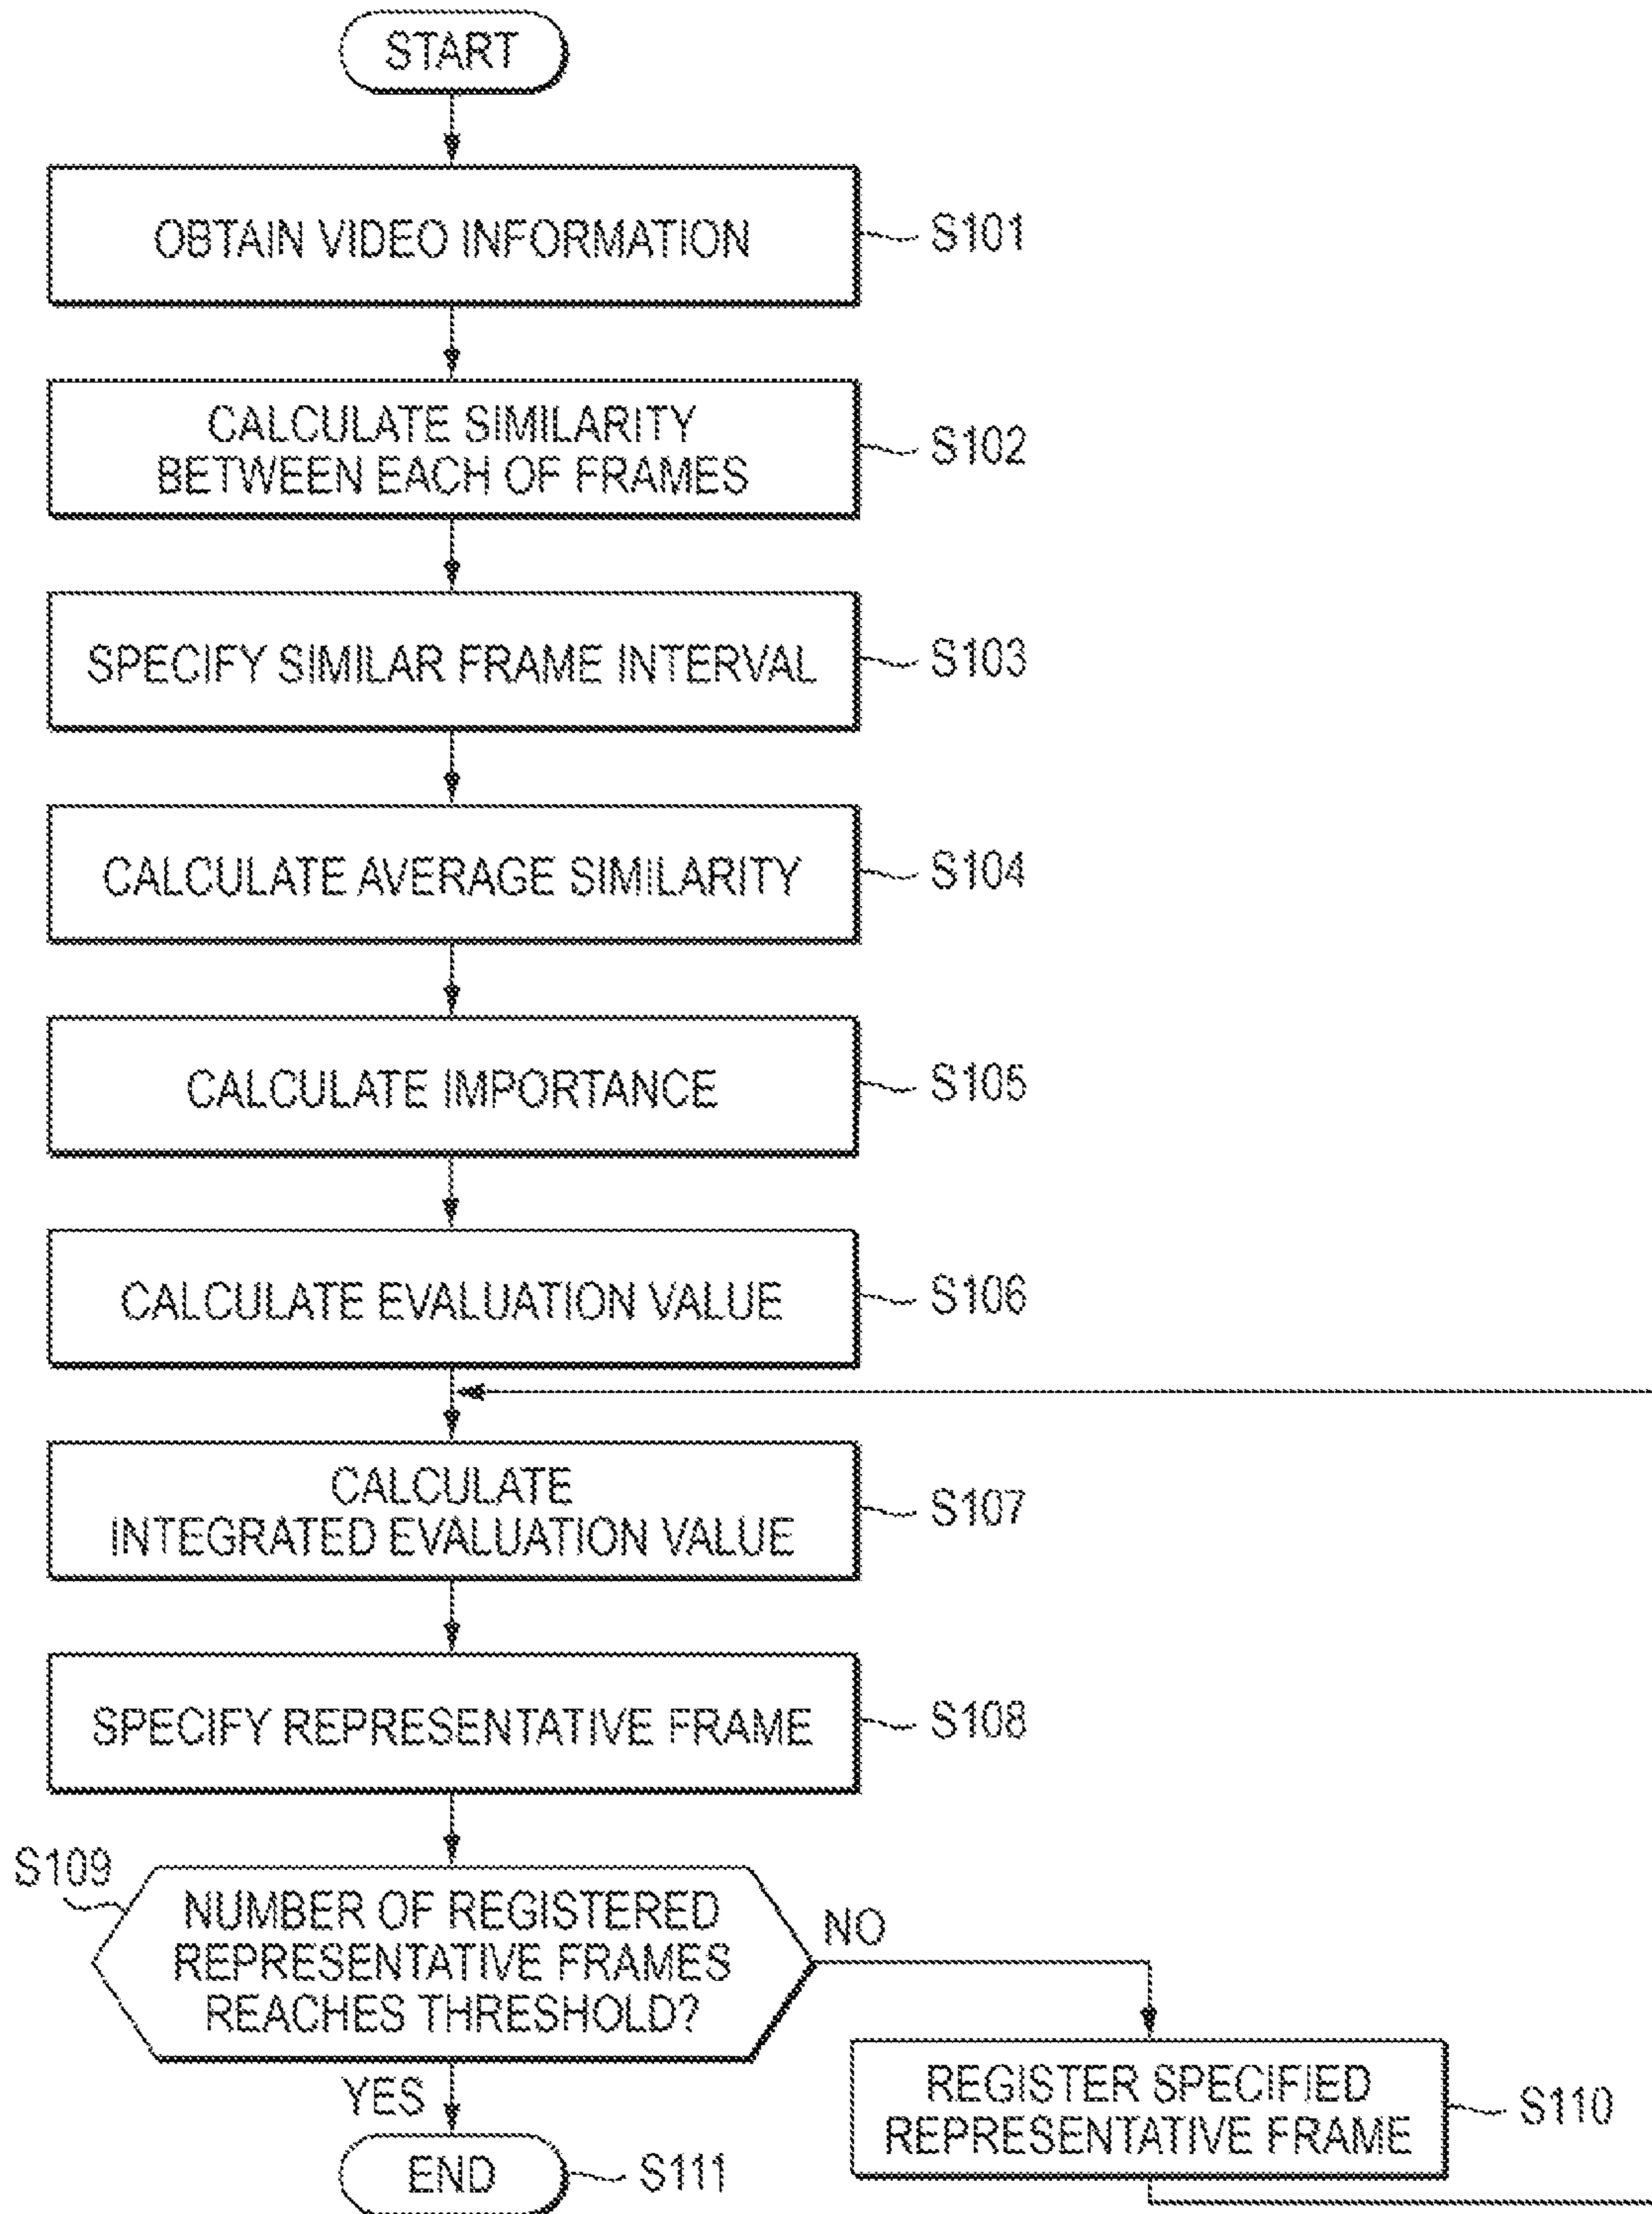 START
OBTAIN VIDEO INFORMATION
S101
CALCULATE SIMILARITY
BETWEEN EACH OF FRAMES
S102
SPECIFY SIMILAR FRAME INTERVAL
S103
CALCULATE AVERAGE SIMILARITY
S104
CALCULATE IMPORTANCE
S105
CALCULATE EVALUATION VALUE
S106
CALCULATE
INTEGRATED EVALUATION VALUE
S107
SPECIFY REPRESENTATIVE FRAME
S108
S109
NUMBER OF REGISTERED
REPRESENTATIVE FRAMES
REACHES THRESHOLD?
NO
YES
REGISTER SPECIFIED
REPRESENTATIVE FRAME
S110
END
S111